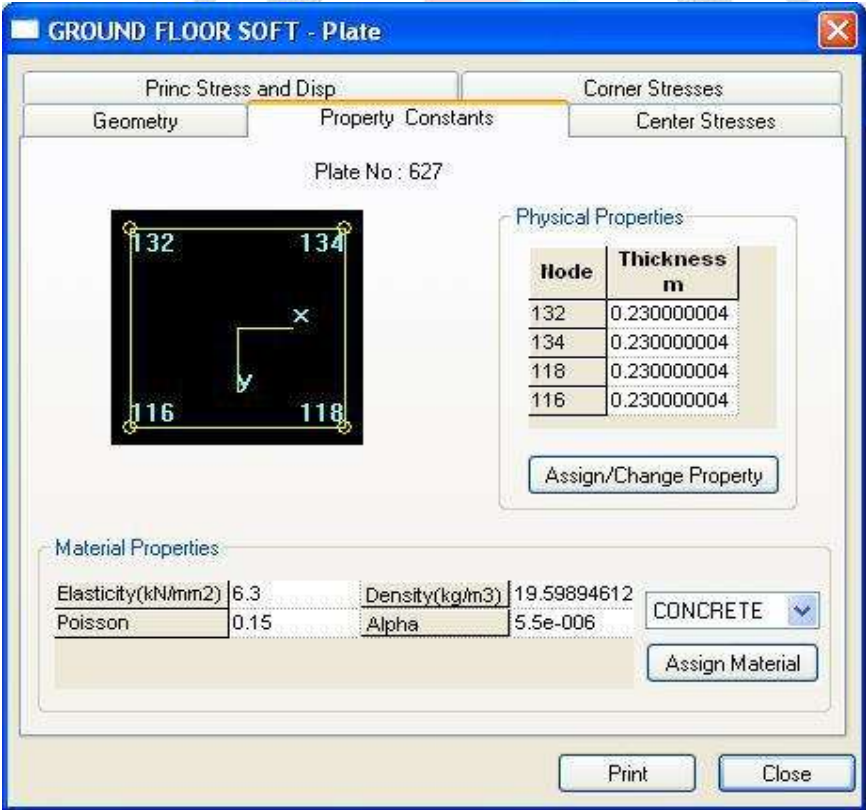 GROUND FLOOR SOFT - Plate
Princ Stress and Disp Corner Stresses
Geometry Property Constants Center Stresses
Plate No : 627
132 134
x
y
116 118
Physical Properties
Node Thickness m
132 0.230000004
134 0.230000004
118 0.230000004
116 0.230000004
Assign/Change Property
Material Properties
Elasticity(kN/mm2) 6.3 Density(kg/m3) 19.59894612
Poisson 0.15 Alpha 5.5e-006
CONCRETE
Assign Material
Print Close